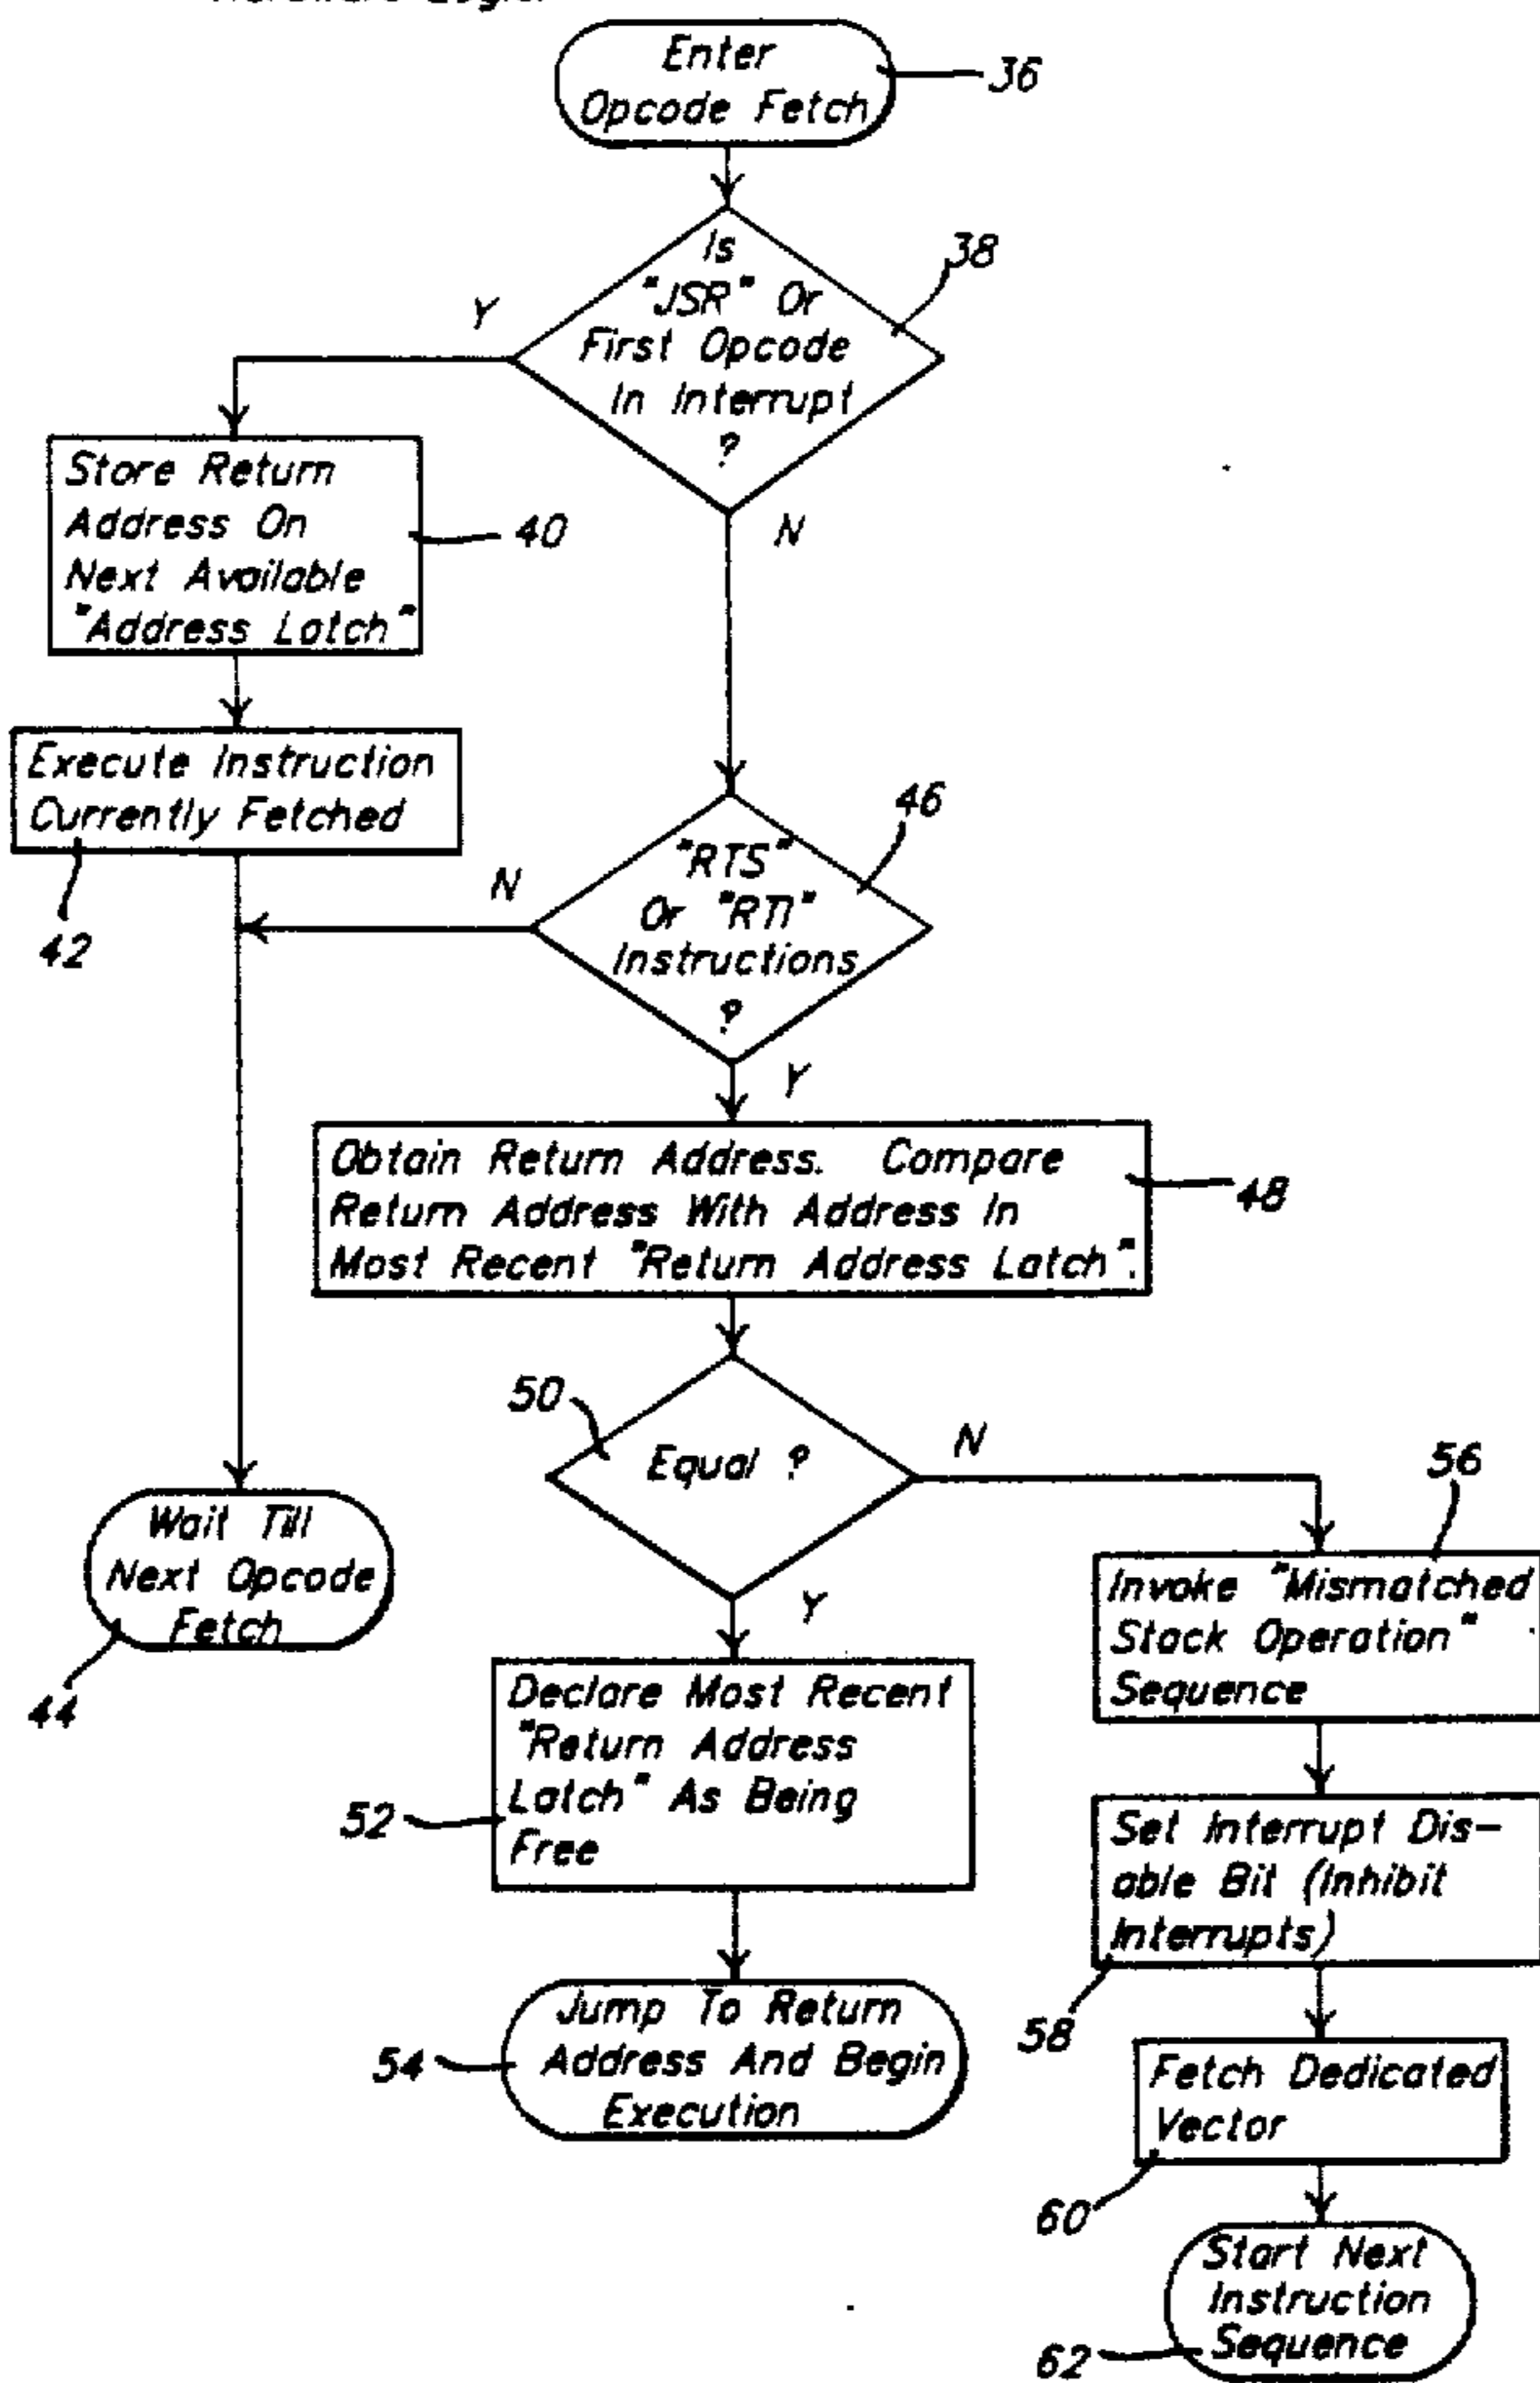 Enter
Opcode Fetch
36
Is
"JSR" Or
First Opcode
In Interrupt
?
38
Y
N
Store Return
Address On
Next Available
"Address Latch"
40
Execute Instruction
Currently Fetched
42
"RTS"
Or "RTI"
Instructions
?
46
N
Y
Obtain Return Address. Compare
Return Address With Address In
Most Recent "Return Address Latch".
48
50
Equal ?
N
Y
Wait Till
Next Opcode
Fetch
44
56
Invoke "Mismatched
Stack Operation"
Sequence
Declare Most Recent
"Return Address
Latch" As Being
Free
52
Set Interrupt Dis-
able Bit (Inhibit
Interrupts)
58
Jump To Return
Address And Begin
Execution
54
Fetch Dedicated
Vector
60
Start Next
Instruction
Sequence
62